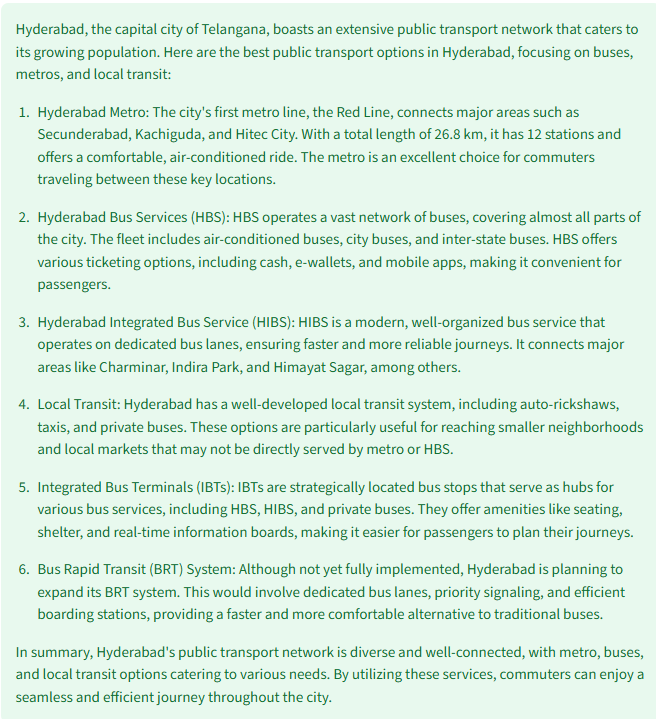 Hyderabad, the capital city of Telangana, boasts an extensive public transport network that caters to
its growing population. Here are the best public transport options in Hyderabad, focusing on buses,
metros, and local transit:
1. Hyderabad Metro: The city's first metro line, the Red Line, connects major areas such as
Secunderabad, Kachiguda, and Hitec City. With a total length of 26.8 km, it has 12 stations and
offers a comfortable, air-conditioned ride. The metro is an excellent choice for commuters
traveling between these key locations.
2. Hyderabad Bus Services (HBS): HBS operates a vast network of buses, covering almost all parts of
the city. The fleet includes air-conditioned buses, city buses, and inter-state buses. HBS offers
various ticketing options, including cash, e-wallets, and mobile apps, making it convenient for
passengers.
3. Hyderabad Integrated Bus Service (HIBS): HIBS is a modern, well-organized bus service that
operates on dedicated bus lanes, ensuring faster and more reliable journeys. It connects major
areas like Charminar, Indira Park, and Himayat Sagar, among others.
4. Local Transit: Hyderabad has a well-developed local transit system, including auto-rickshaws,
taxis, and private buses. These options are particularly useful for reaching smaller neighborhoods
and local markets that may not be directly served by metro or HBS.
5. Integrated Bus Terminals (IBTs): IBTs are strategically located bus stops that serve as hubs for
various bus services, including HBS, HIBS, and private buses. They offer amenities like seating,
shelter, and real-time information boards, making it easier for passengers to plan their journeys.
6. Bus Rapid Transit (BRT) System: Although not yet fully implemented, Hyderabad is planning to
expand its BRT system. This would involve dedicated bus lanes, priority signaling, and efficient
boarding stations, providing a faster and more comfortable alternative to traditional buses.
In summary, Hyderabad's public transport network is diverse and well-connected, with metro, buses,
and local transit options catering to various needs. By utilizing these services, commuters can enjoy a
seamless and efficient journey throughout the city.